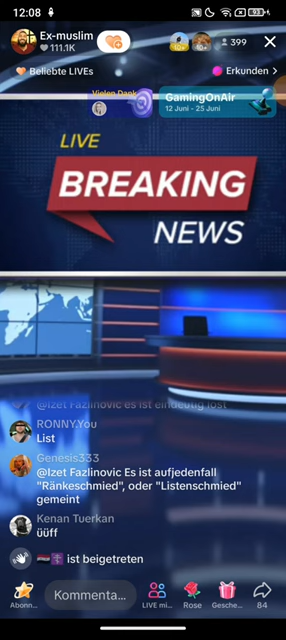 12:08
93
Ex-muslim
111.1K
399
Beliebte LIVEs
Erkunden >
Vielen Dank
GamingOnAir
12 Juni - 25 Juni
LIVE
BREAKING
NEWS
@Izet Fazlinovic es ist eindeutig lost
RONNY.You
List
Genesis333
@Izet Fazlinovic Es ist aufjedenfall
"Ränkeschmied", oder "Listenschmied"
gemeint
Kenan Tuerkan
üüff
ist beigetreten
Abonn...
Kommenta...
LIVE mi...
Rose
Gesche...
84